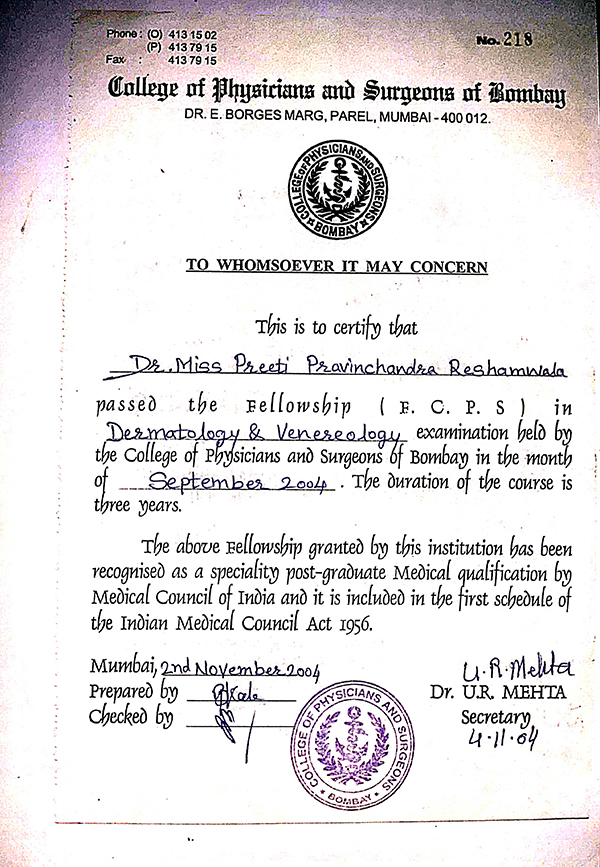 Phone : (O) 413 15 02
(P) 413 79 15
Fax : 413 79 15
No. 218
College of Physicians and Surgeons of Bombay
DR. E. BORGES MARG, PAREL, MUMBAI - 400 012.
COLLEGE OF PHYSICIANS AND SURGEONS
BOMBAY
TO WHOMSOEVER IT MAY CONCERN
This is to certify that
Dr. Miss Preeti Pravinchandra Reshamwala
passed the Fellowship ( F. C. P. S ) in
Dermatology & Venereology examination held by
the College of Physicians and Surgeons of Bombay in the month
of September 2004 . The duration of the course is
three years.
The above Fellowship granted by this institution has been
recognised as a speciality post-graduate Medical qualification by
Medical Council of India and it is included in the first schedule of
the Indian Medical Council Act 1956.
Mumbai, 2nd November 2004
Prepared by
Checked by
U.R. Mehta
Dr. U.R. MEHTA
Secretary
4.11.04
COLLEGE OF PHYSICIANS AND SURGEONS
BOMBAY